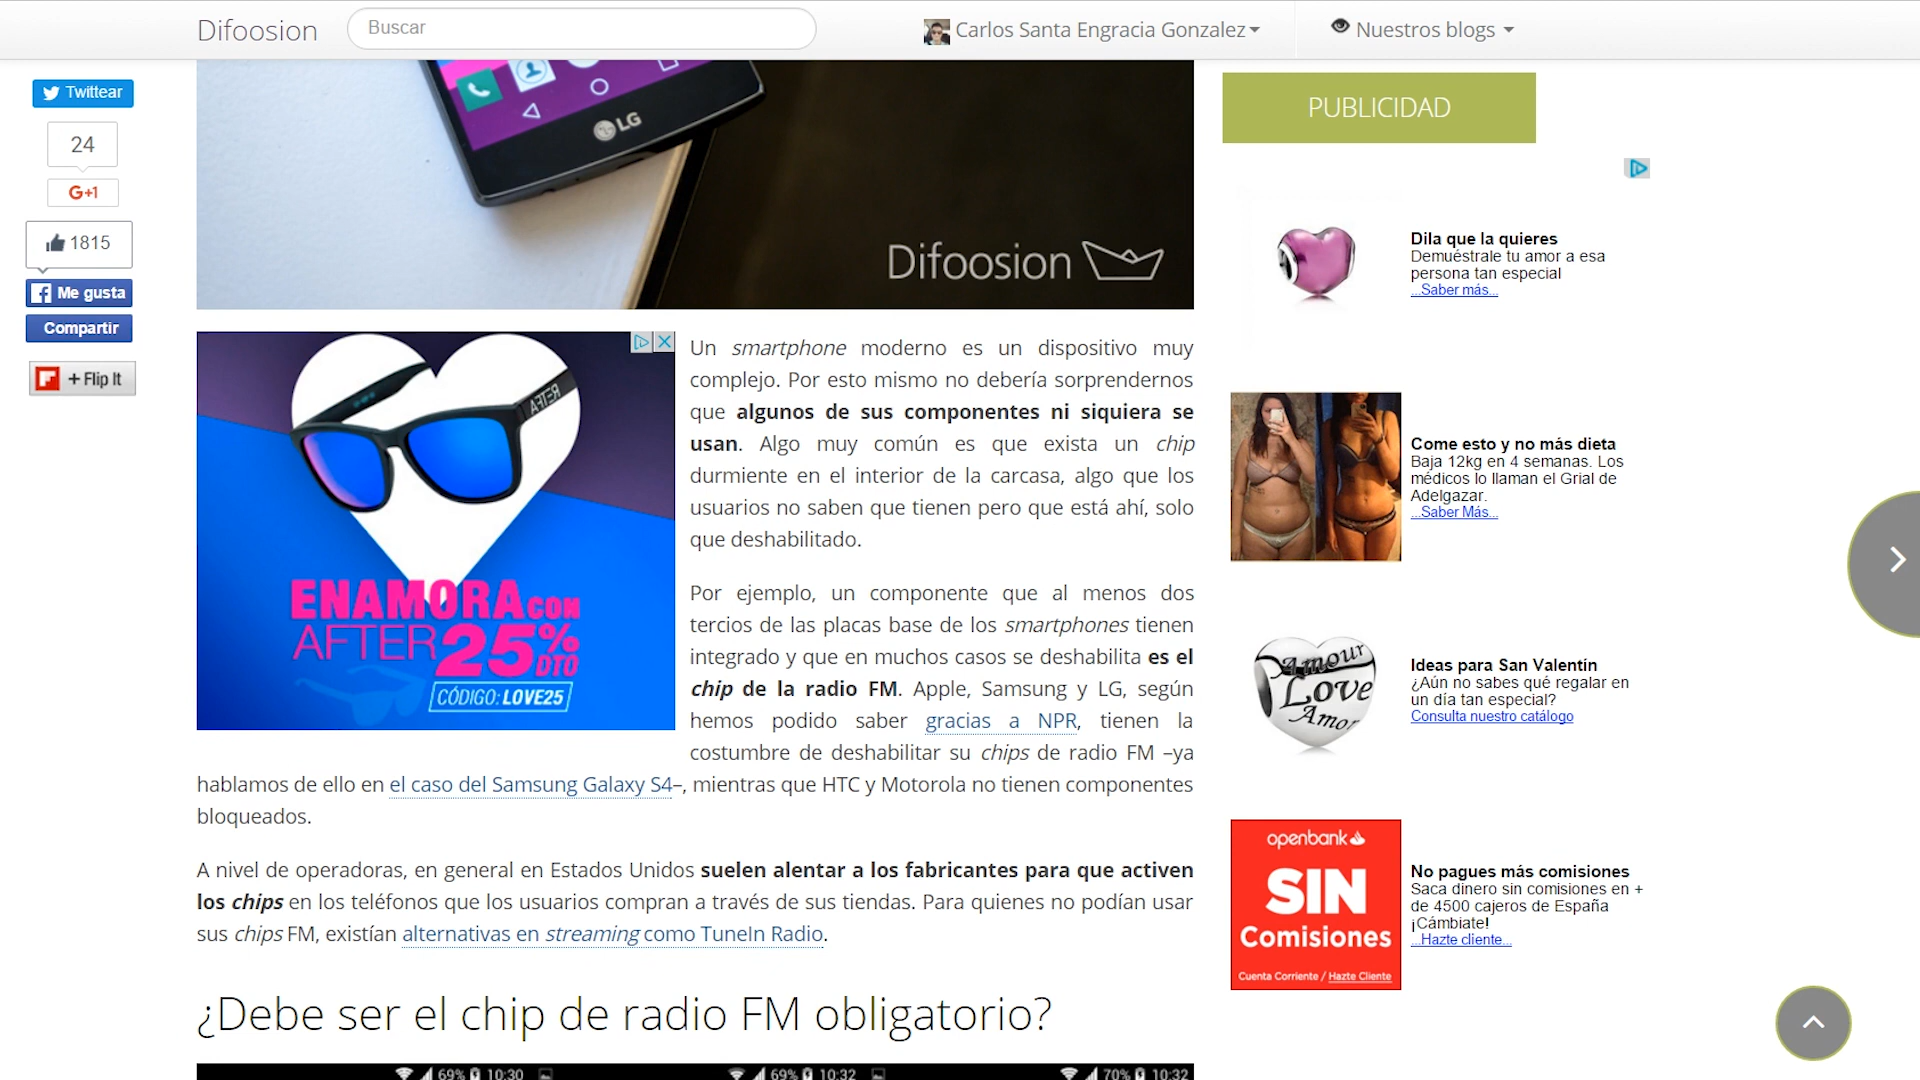 Difoosion
Buscar
Carlos Santa Engracia Gonzalez
Nuestros blogs
Twittear
24
G+1
1815
Me gusta
Compartir
+ Flip It
LG
Difoosion
AFTER
ENAMORA CON
AFTER 25% DTO
CÓDIGO: LOVE25
Un smartphone moderno es un dispositivo muy
complejo. Por esto mismo no debería sorprendernos
que algunos de sus componentes ni siquiera se
usan. Algo muy común es que exista un chip
durmiente en el interior de la carcasa, algo que los
usuarios no saben que tienen pero que está ahí, solo
que deshabilitado.
Por ejemplo, un componente que al menos dos
tercios de las placas base de los smartphones tienen
integrado y que en muchos casos se deshabilita es el
chip de la radio FM. Apple, Samsung y LG, según
hemos podido saber gracias a NPR, tienen la
costumbre de deshabilitar su chips de radio FM –ya
hablamos de ello en el caso del Samsung Galaxy S4–, mientras que HTC y Motorola no tienen componentes
bloqueados.
A nivel de operadoras, en general en Estados Unidos suelen alentar a los fabricantes para que activen
los chips en los teléfonos que los usuarios compran a través de sus tiendas. Para quienes no podían usar
sus chips FM, existían alternativas en streaming como TuneIn Radio.
¿Debe ser el chip de radio FM obligatorio?
69% 10:30
69% 10:32
70% 10:32
PUBLICIDAD
Dila que la quieres
Demuéstrale tu amor a esa
persona tan especial
...Saber más...
Come esto y no más dieta
Baja 12kg en 4 semanas. Los
médicos lo llaman el Grial de
Adelgazar.
...Saber Más...
Amour
Love
Amor
Ideas para San Valentín
¿Aún no sabes qué regalar en
un día tan especial?
Consulta nuestro catálogo
openbank
SIN
Comisiones
Cuenta Corriente / Hazte Cliente
No pagues más comisiones
Saca dinero sin comisiones en +
de 4500 cajeros de España
¡Cámbiate!
...Hazte cliente...